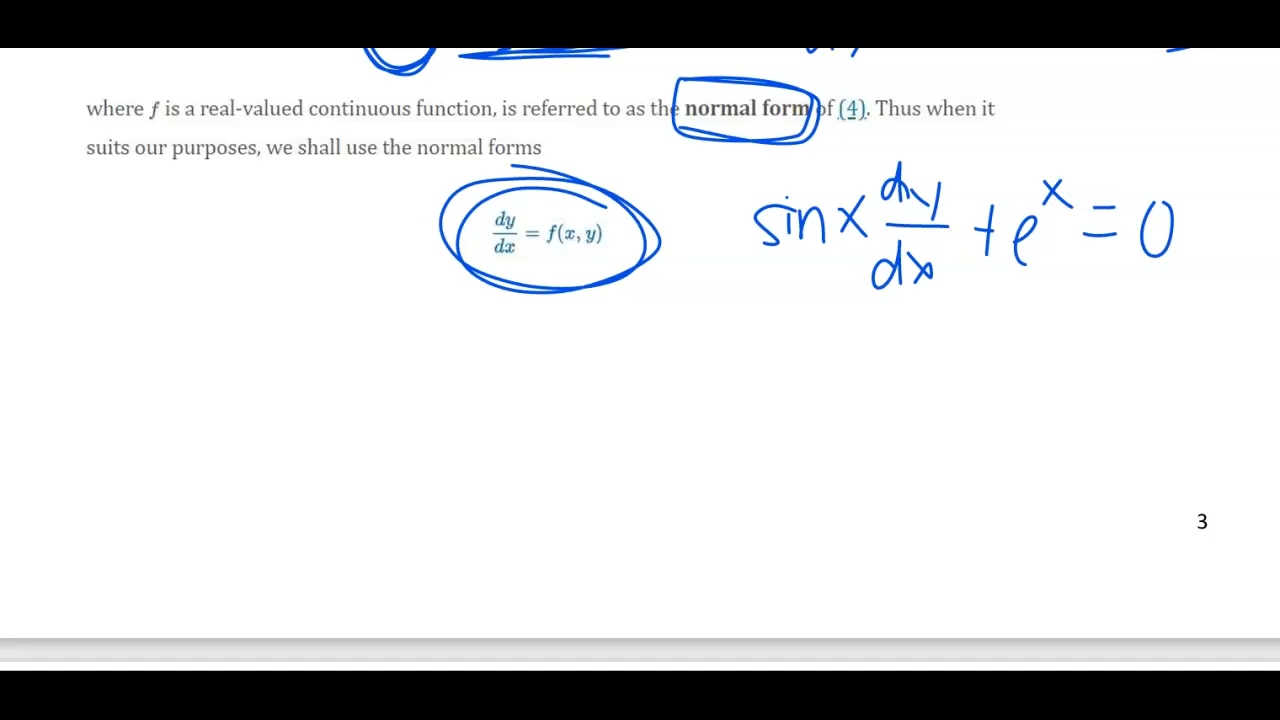 where f is a real-valued continuous function, is referred to as the normal form of (4). Thus when it
suits our purposes, we shall use the normal forms
dy/dx = f(x, y)
sin x dy/dx + e^x = 0
3